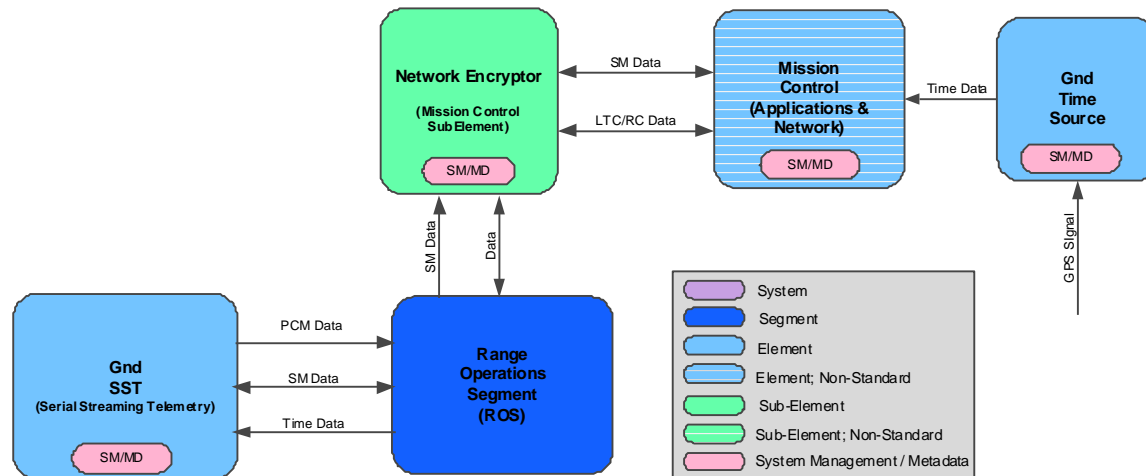 Network Encryptor
(Mission Control
SubElement)
SM/MD
SM Data
LTC/RC Data
Mission
Control
(Applications &
Network)
SM/MD
Time Data
Gnd
Time
Source
SM/MD
GPS SIgnal
SM Data
Data
Gnd
SST
(Serial Streaming Telemetry)
SM/MD
PCM Data
SM Data
Time Data
Range
Operations
Segment
(ROS)
System
Segment
Element
Element; Non-Standard
Sub-Element
Sub-Element; Non-Standard
System Management / Metadata